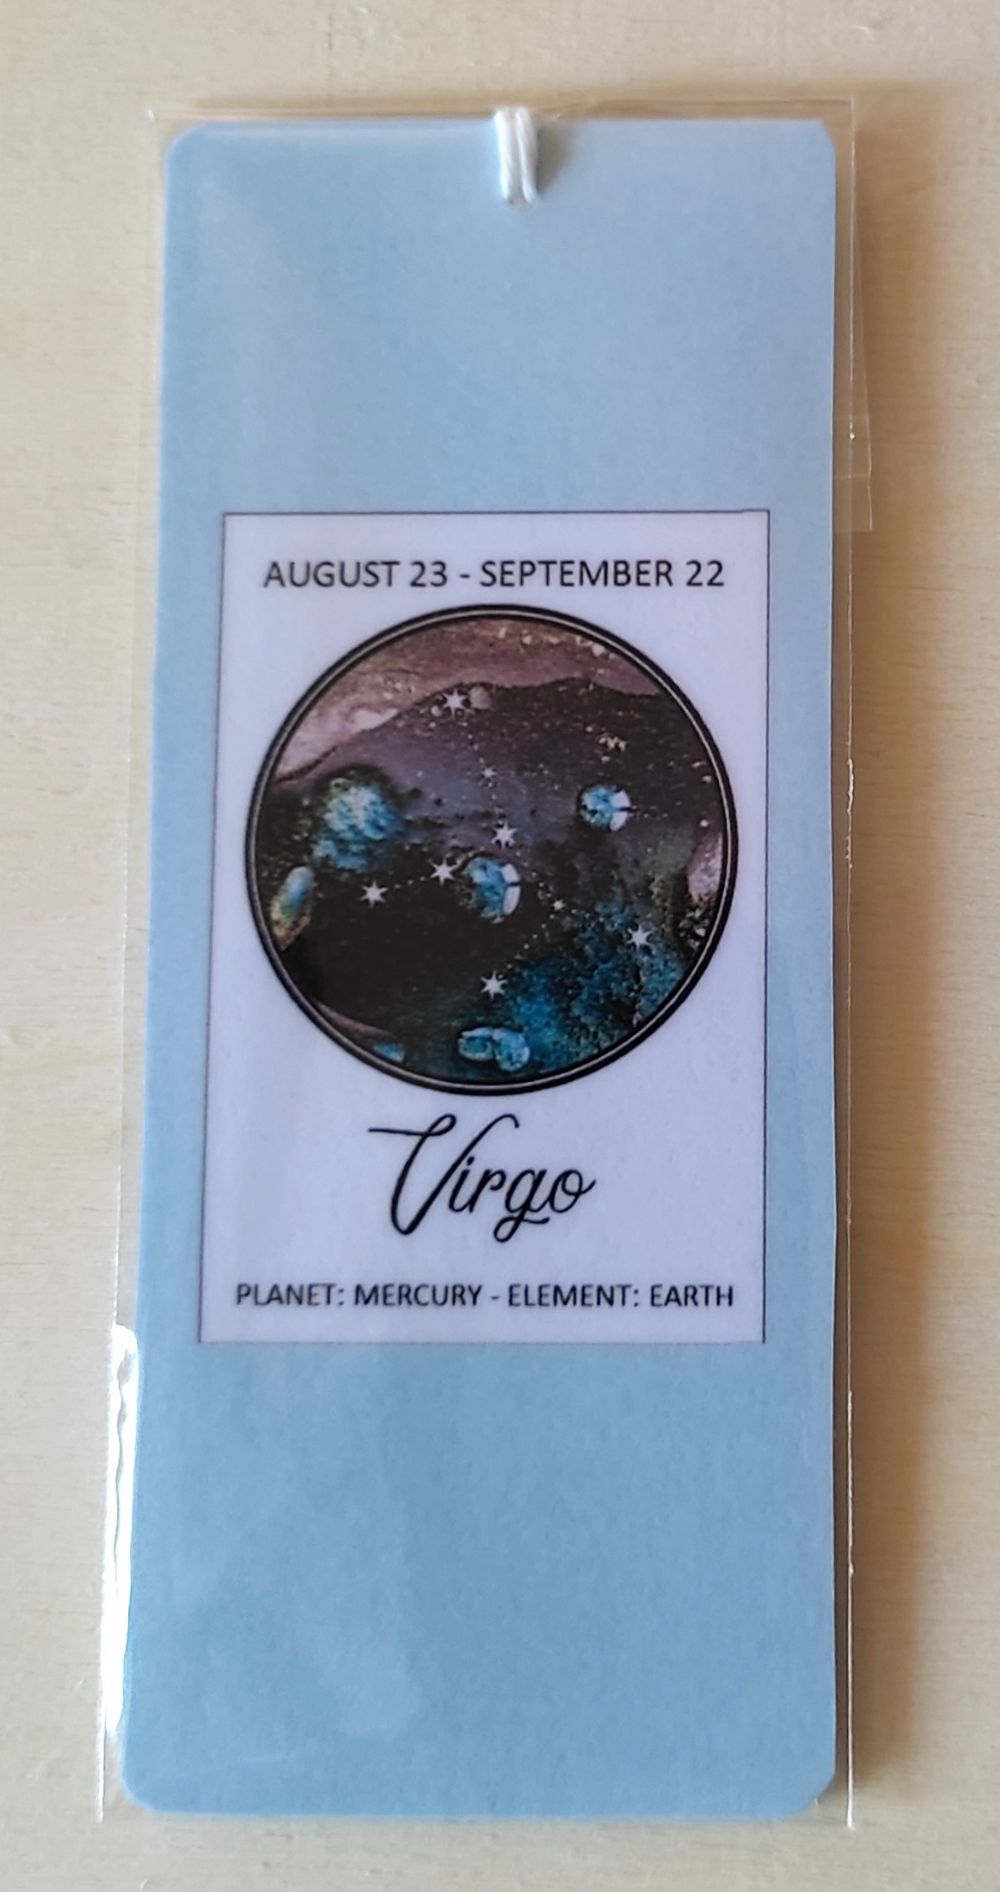 AUGUST 23 - SEPTEMBER 22
Virgo
PLANET: MERCURY - ELEMENT: EARTH